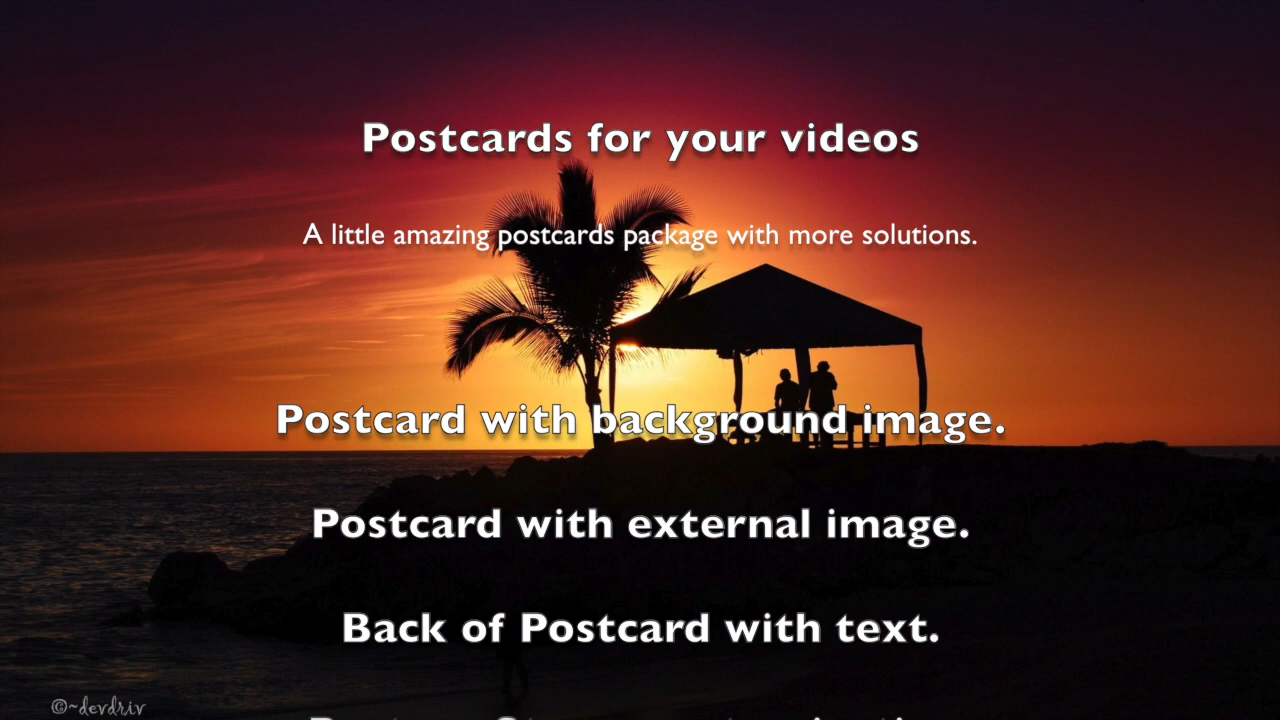 Postcards for your videos
A little amazing postcards package with more solutions.
Postcard with background image.
Postcard with external image.
Back of Postcard with text.
©~devdriv